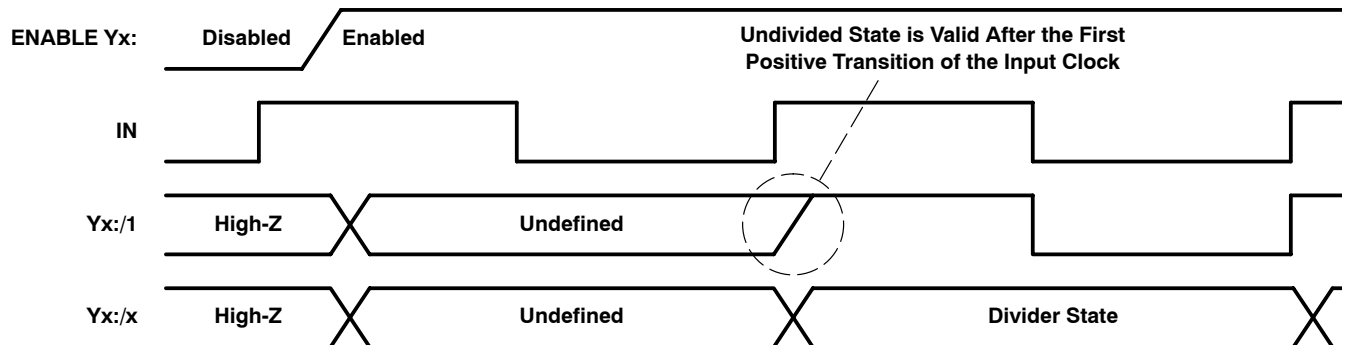 ENABLE Yx: Disabled Enabled
Undivided State is Valid After the First
Positive Transition of the Input Clock
IN
Yx:/1 High-Z Undefined
Yx:/x High-Z Undefined Divider State